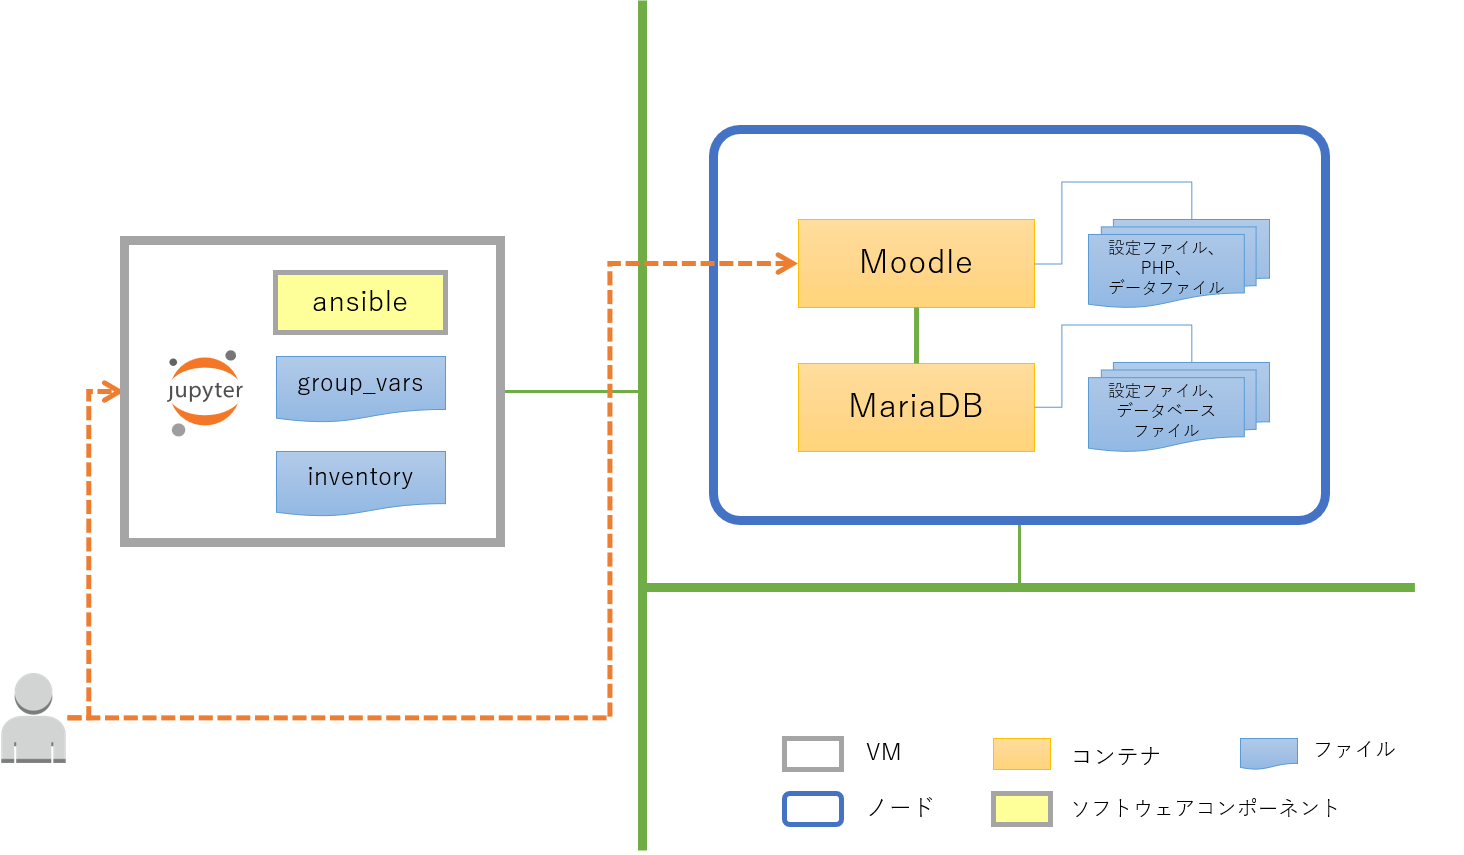 ansible
jupyter
group_vars
inventory
Moodle
設定ファイル、
PHP、
データファイル
MariaDB
設定ファイル、
データベース
ファイル
VM
コンテナ
ファイル
ノード
ソフトウェアコンポーネント